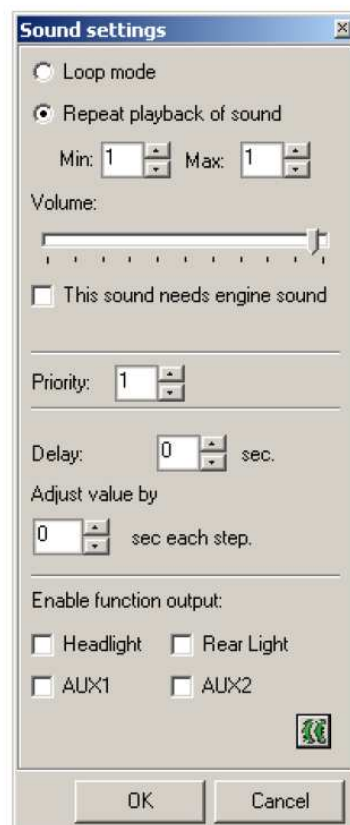 Sound settings
Loop mode
Repeat playback of sound
Min: 1 Max: 1
Volume:
This sound needs engine sound
Priority: 1
Delay: 0 sec.
Adjust value by
0 sec each step.
Enable function output:
Headlight Rear Light
AUX1 AUX2
OK Cancel